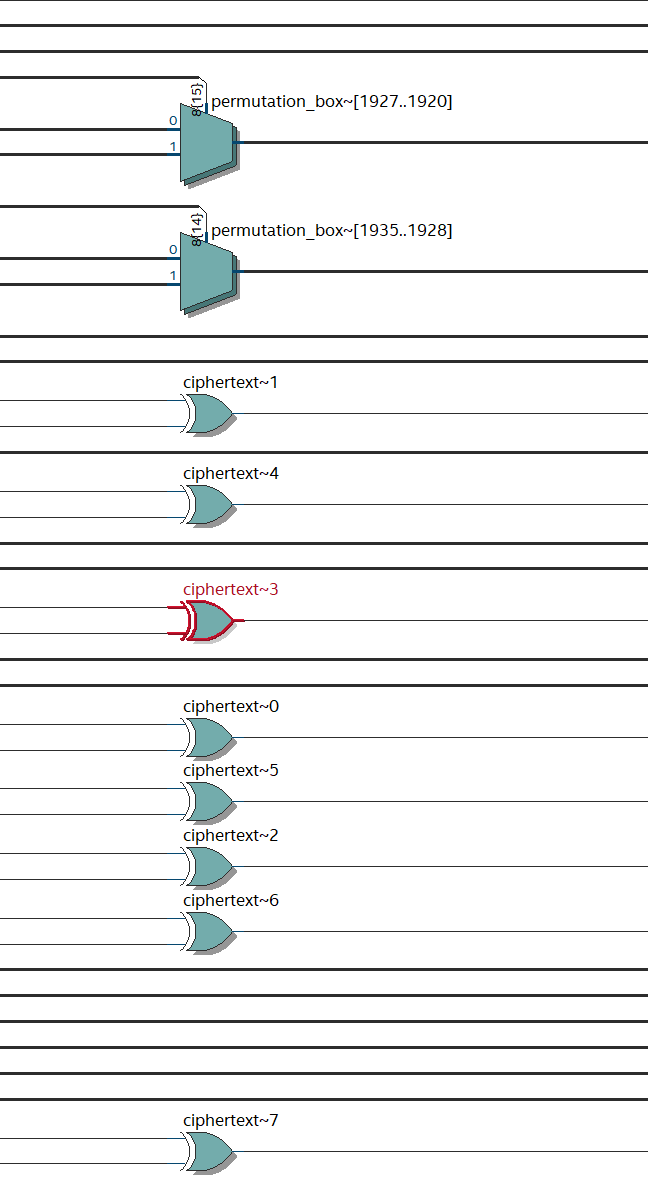 8{15}
permutation_box~[1927..1920]
0
1
8{14}
permutation_box~[1935..1928]
0
1
ciphertext~1
ciphertext~4
ciphertext~3
ciphertext~0
ciphertext~5
ciphertext~2
ciphertext~6
ciphertext~7